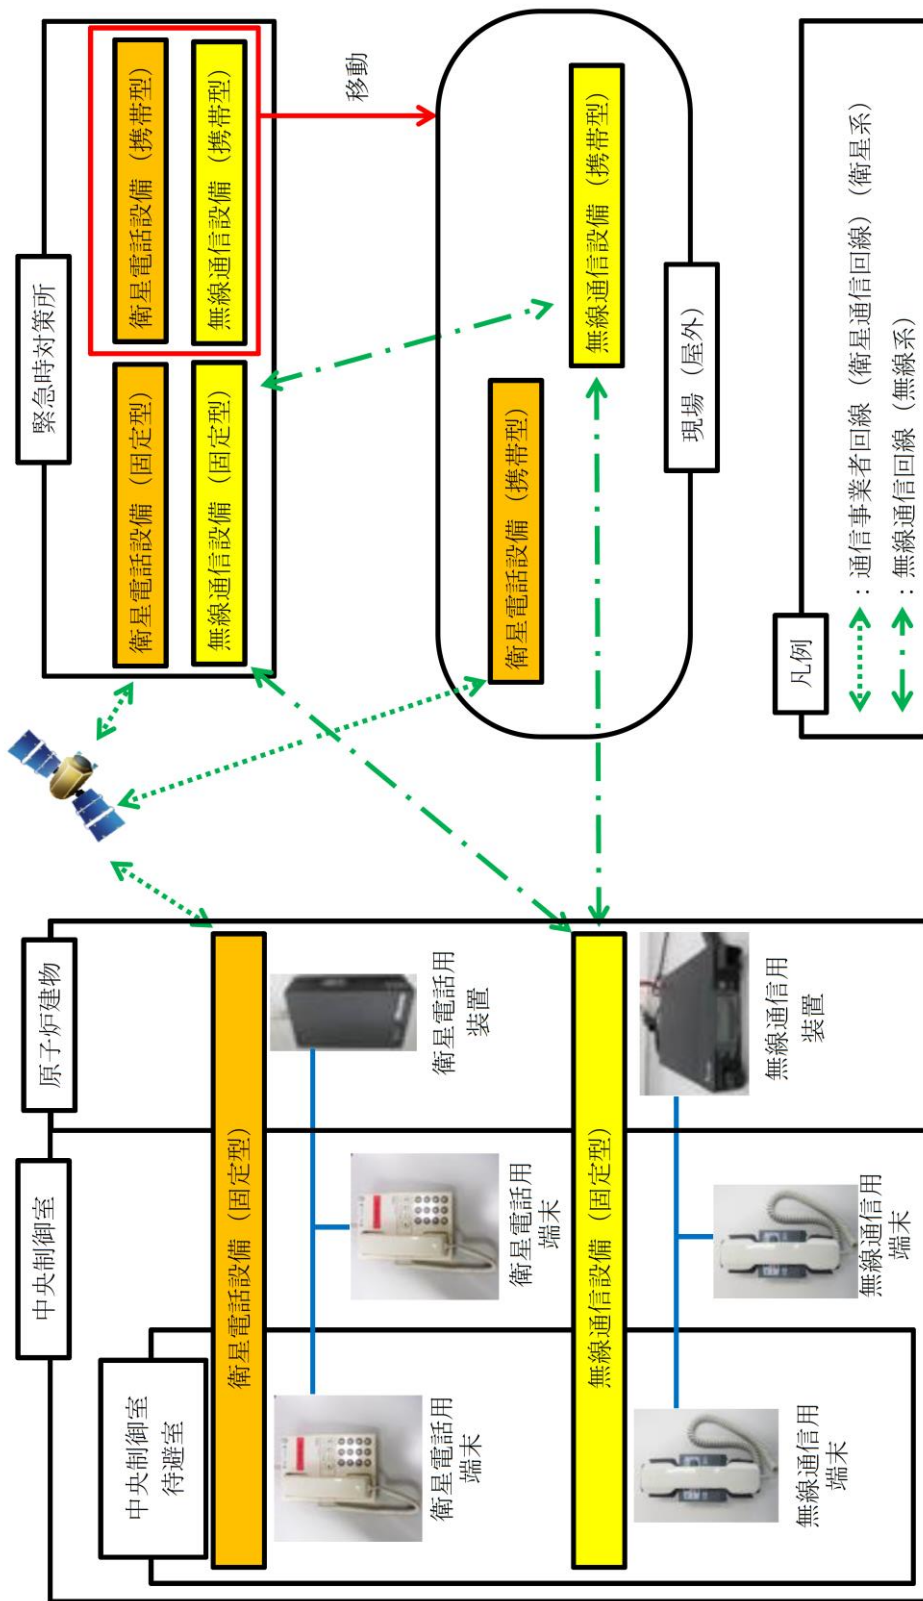 中央制御室
原子炉建物
中央制御室
待避室
衛星電話設備（固定型）
衛星電話用
端末
衛星電話用
端末
衛星電話用
装置
無線通信設備（固定型）
無線通信用
端末
無線通信用
端末
無線通信用
装置
緊急時対策所
衛星電話設備（固定型）
衛星電話設備（携帯型）
無線通信設備（固定型）
無線通信設備（携帯型）
移動
衛星電話設備（携帯型）
無線通信設備（携帯型）
現場（屋外）
凡例
：通信事業者回線（衛星通信回線）（衛星系）
：無線通信回線（無線系）